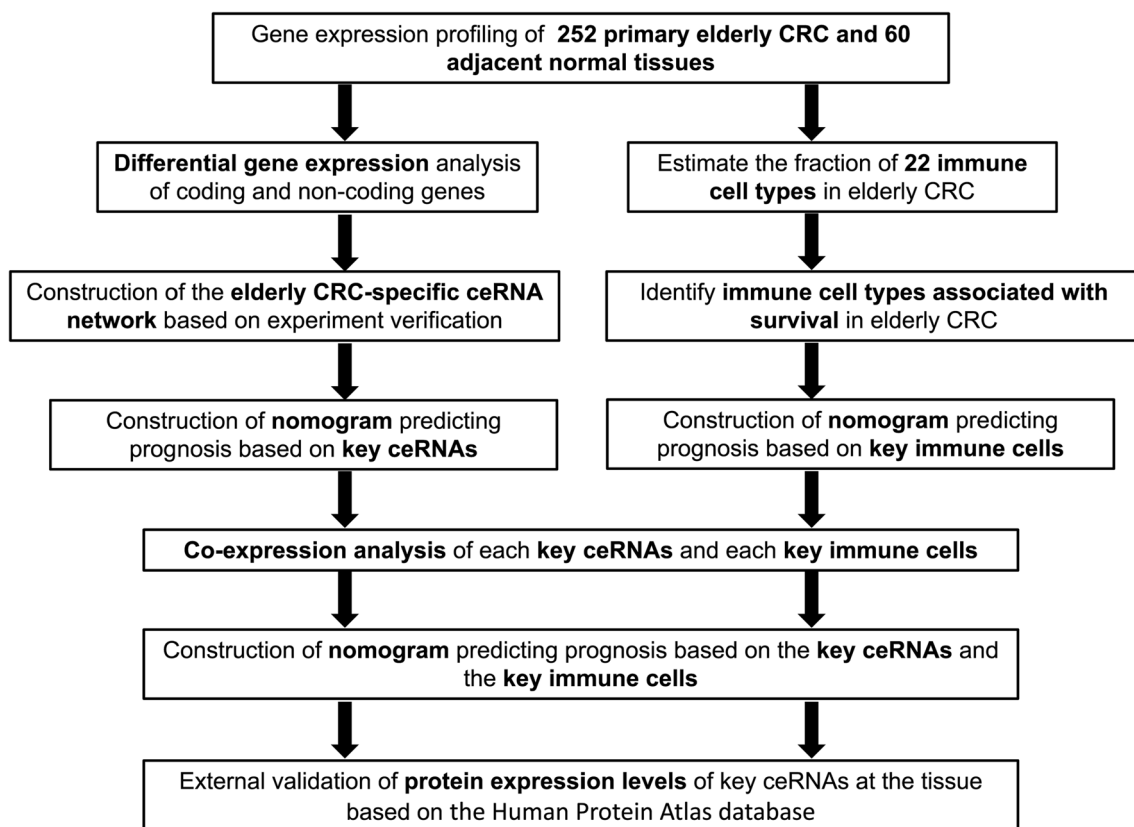 Gene expression profiling of 252 primary elderly CRC and 60
adjacent normal tissues
Differential gene expression analysis
of coding and non-coding genes
Estimate the fraction of 22 immune
cell types in elderly CRC
Construction of the elderly CRC-specific ceRNA
network based on experiment verification
Identify immune cell types associated with
survival in elderly CRC
Construction of nomogram predicting
prognosis based on key ceRNAs
Construction of nomogram predicting
prognosis based on key immune cells
Co-expression analysis of each key ceRNAs and each key immune cells
Construction of nomogram predicting prognosis based on the key ceRNAs and
the key immune cells
External validation of protein expression levels of key ceRNAs at the tissue
based on the Human Protein Atlas database